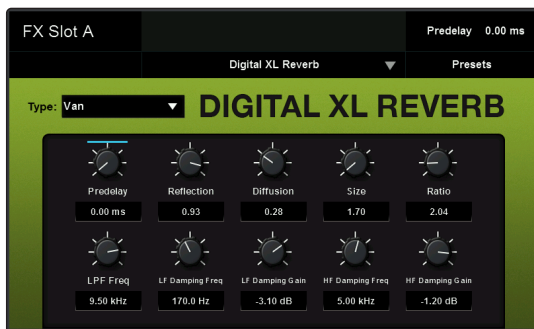 FX Slot A
Predelay 0.00 ms
Digital XL Reverb
Presets
Type: Van
DIGITAL XL REVERB
Predelay Reflection Diffusion Size Ratio
0.00 ms 0.93 0.28 1.70 2.04
LPF Freq LF Damping Freq LF Damping Gain HF Damping Freq HF Damping Gain
9.50 kHz 170.0 Hz -3.10 dB 5.00 kHz -1.20 dB